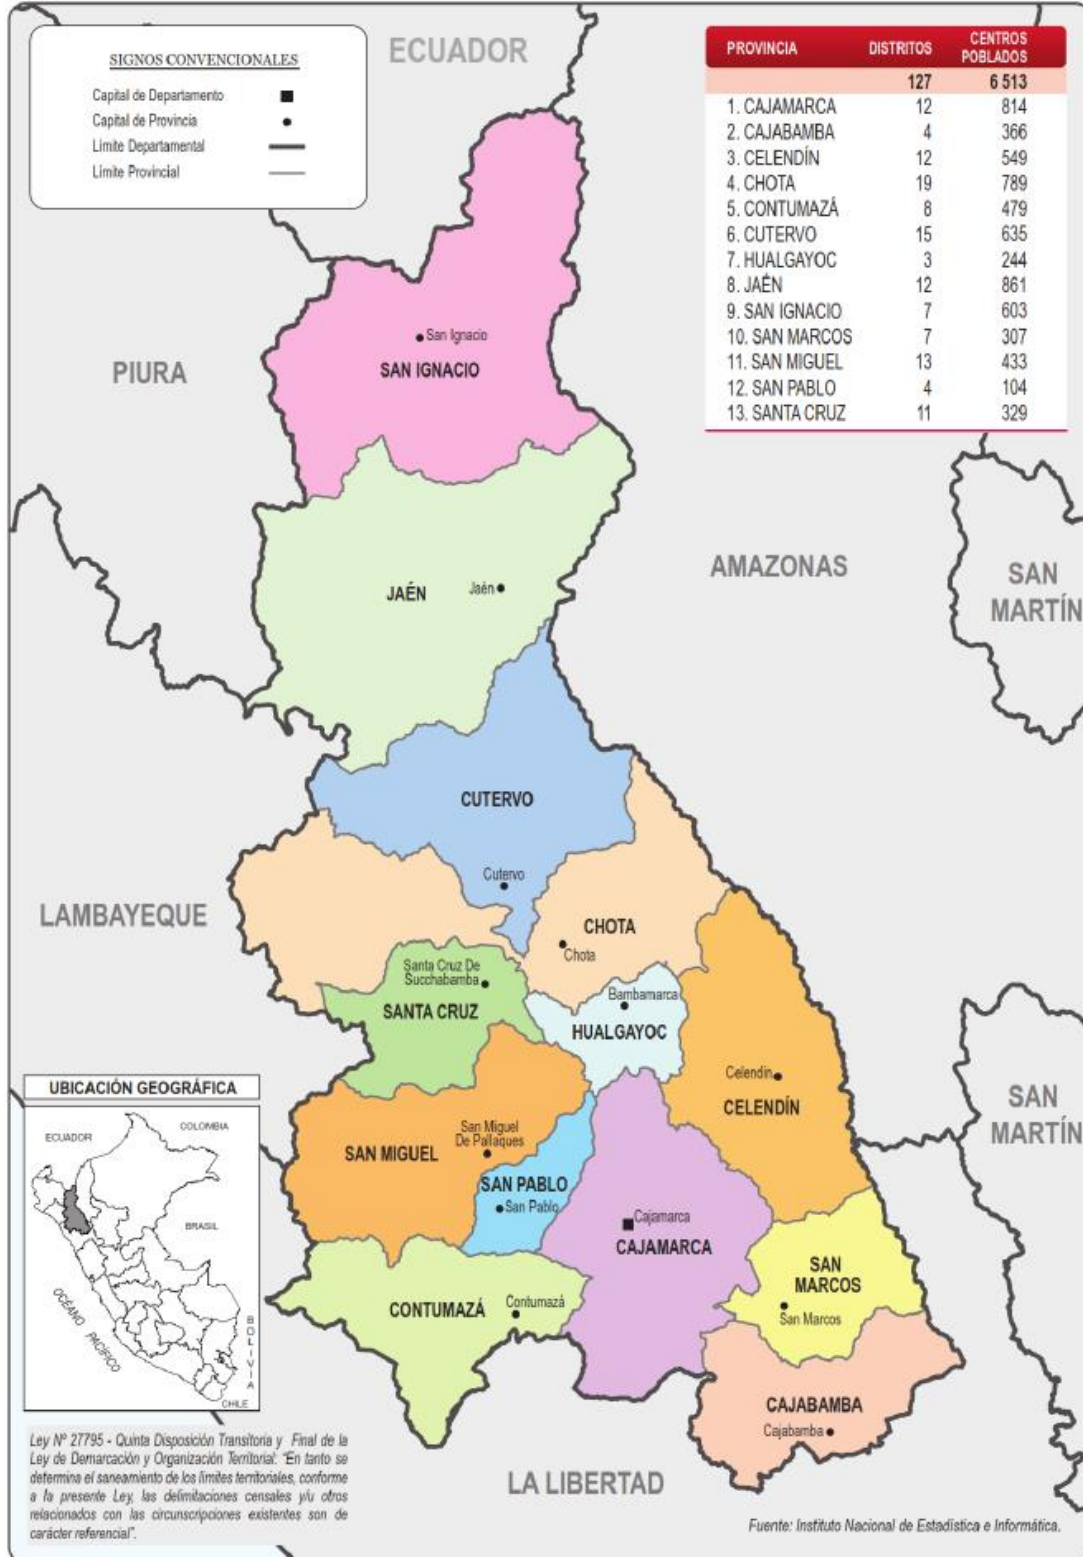 ECUADOR
SIGNOS CONVENCIONALES
Capital de Departamento
Capital de Provincia
Límite Departamental
Límite Provincial
PROVINCIA DISTRITOS CENTROS POBLADOS
127 6 513
1. CAJAMARCA 12 814
2. CAJABAMBA 4 366
3. CELENDÍN 12 549
4. CHOTA 19 789
5. CONTUMAZÁ 8 479
6. CUTERVO 15 635
7. HUALGAYOC 3 244
8. JAÉN 12 861
9. SAN IGNACIO 7 603
10. SAN MARCOS 7 307
11. SAN MIGUEL 13 433
12. SAN PABLO 4 104
13. SANTA CRUZ 11 329
San Ignacio
SAN IGNACIO
PIURA
AMAZONAS
SAN
MARTÍN
JAÉN
Jaén
CUTERVO
Cutervo
LAMBAYEQUE
CHOTA
Chota
Santa Cruz De
Succhabamba
SANTA CRUZ
Bambamarca
HUALGAYOC
Celendín
CELENDÍN
SAN
MARTÍN
San Miguel
De Pallaques
SAN MIGUEL
SAN PABLO
San Pablo
Cajamarca
CAJAMARCA
SAN
MARCOS
San Marcos
Contumazá
CONTUMAZÁ
CAJABAMBA
Cajabamba
LA LIBERTAD
UBICACIÓN GEOGRÁFICA
ECUADOR
COLOMBIA
BRASIL
OCÉANO PACÍFICO
BOLIVIA
CHILE
Ley Nº 27795 - Quinta Disposición Transitoria y Final de la
Ley de Demarcación y Organización Territorial: "En tanto se
determina el saneamiento de los límites territoriales, conforme
a la presente Ley, las delimitaciones censales y/u otros
relacionados con las circunscripciones existentes son de
carácter referencial".
Fuente: Instituto Nacional de Estadística e Informática.